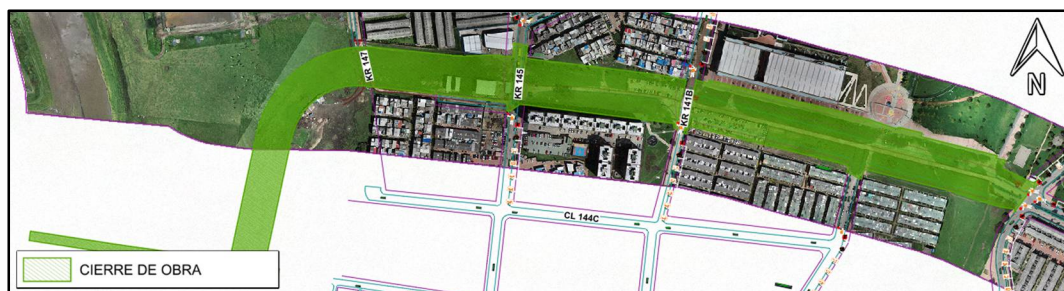 KR 147
KR 145
KR 141B
N
CL 144C
CIERRE DE OBRA